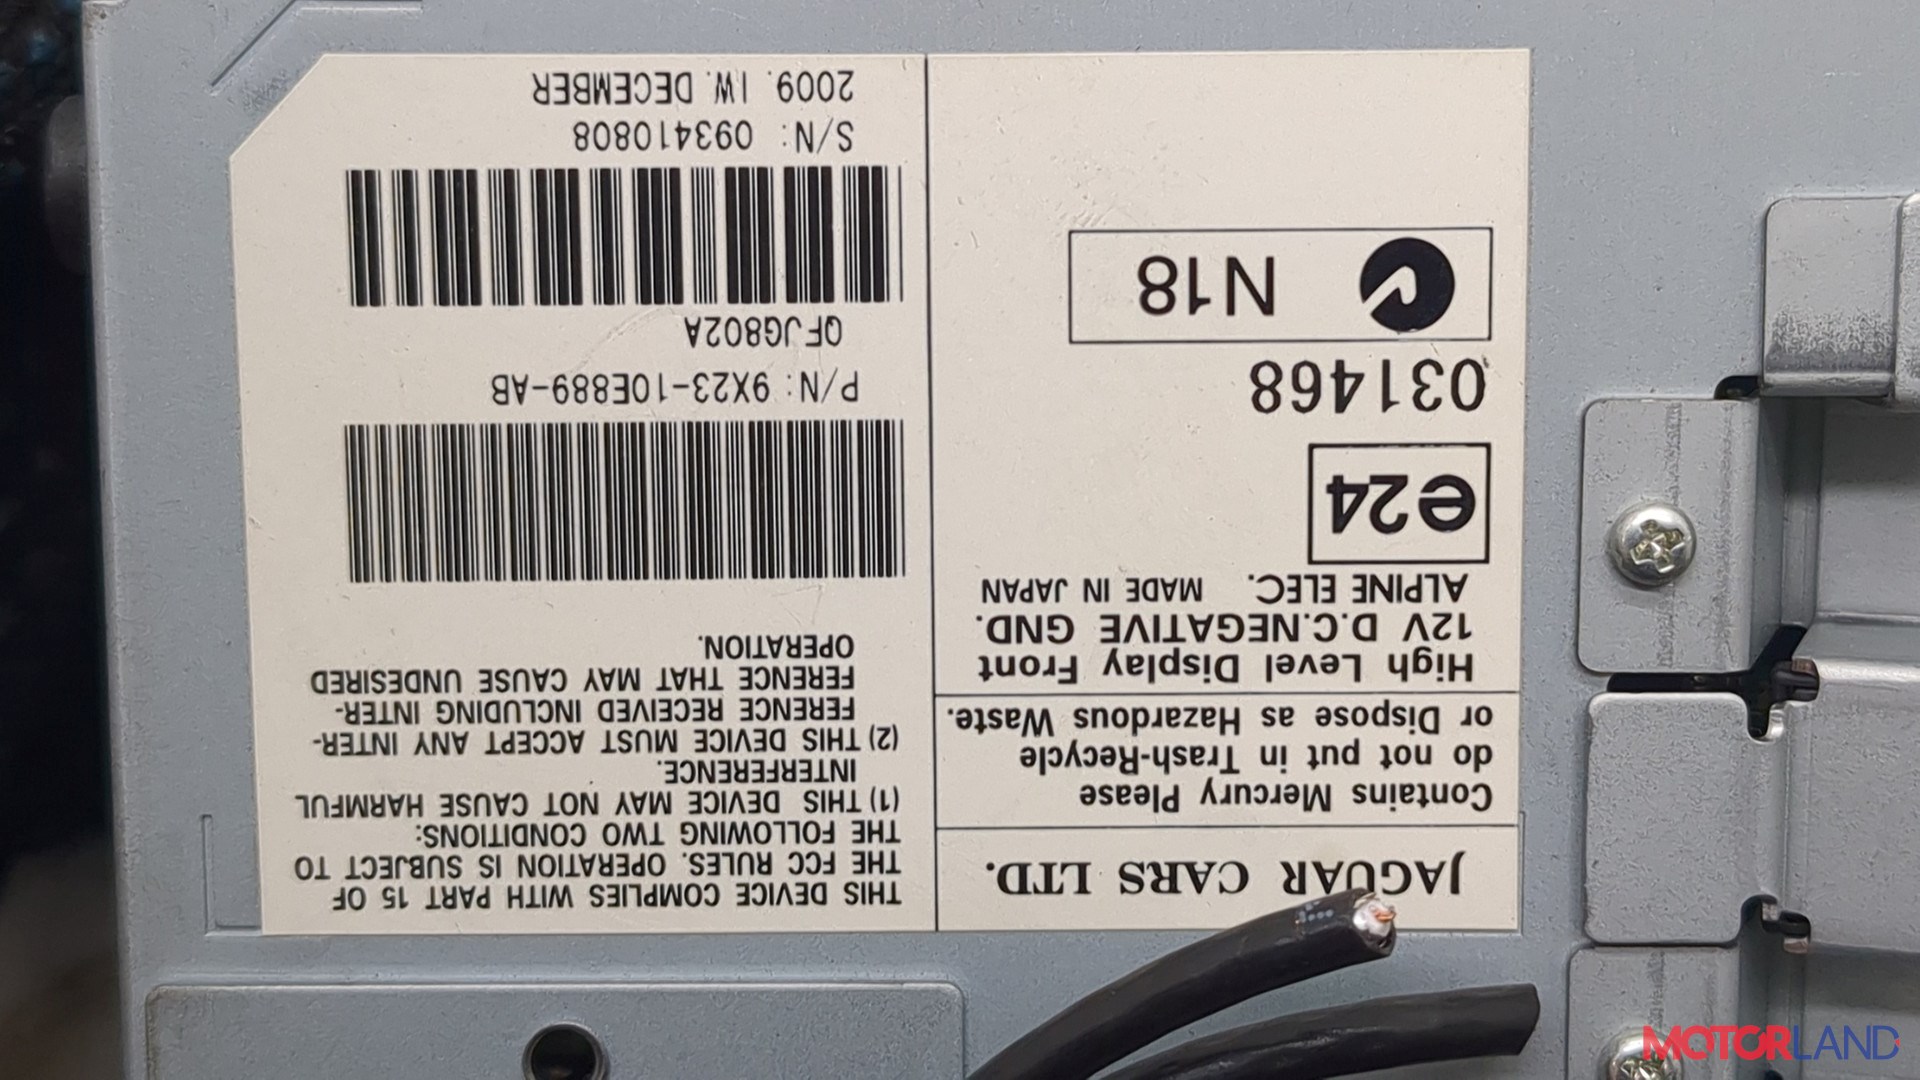 JAGUAR CARS LTD.
Contains Mercury Please
do not put in Trash-Recycle
or Dispose as Hazardous Waste.
High Level Display Front
12V D.C.NEGATIVE GND.
ALPINE ELEC. MADE IN JAPAN
e24
031468
N18
THIS DEVICE COMPLIES WITH PART 15 OF
THE FCC RULES. OPERATION IS SUBJECT TO
THE FOLLOWING TWO CONDITIONS:
(1) THIS DEVICE MAY NOT CAUSE HARMFUL
INTERFERENCE.
(2) THIS DEVICE MUST ACCEPT ANY INTER-
FERENCE RECEIVED INCLUDING INTER-
FERENCE THAT MAY CAUSE UNDESIRED
OPERATION.
P/N: 9X23-10E889-AB
QFJG802A
S/N: 093410808
2009. 1W. DECEMBER
MOTORLAND